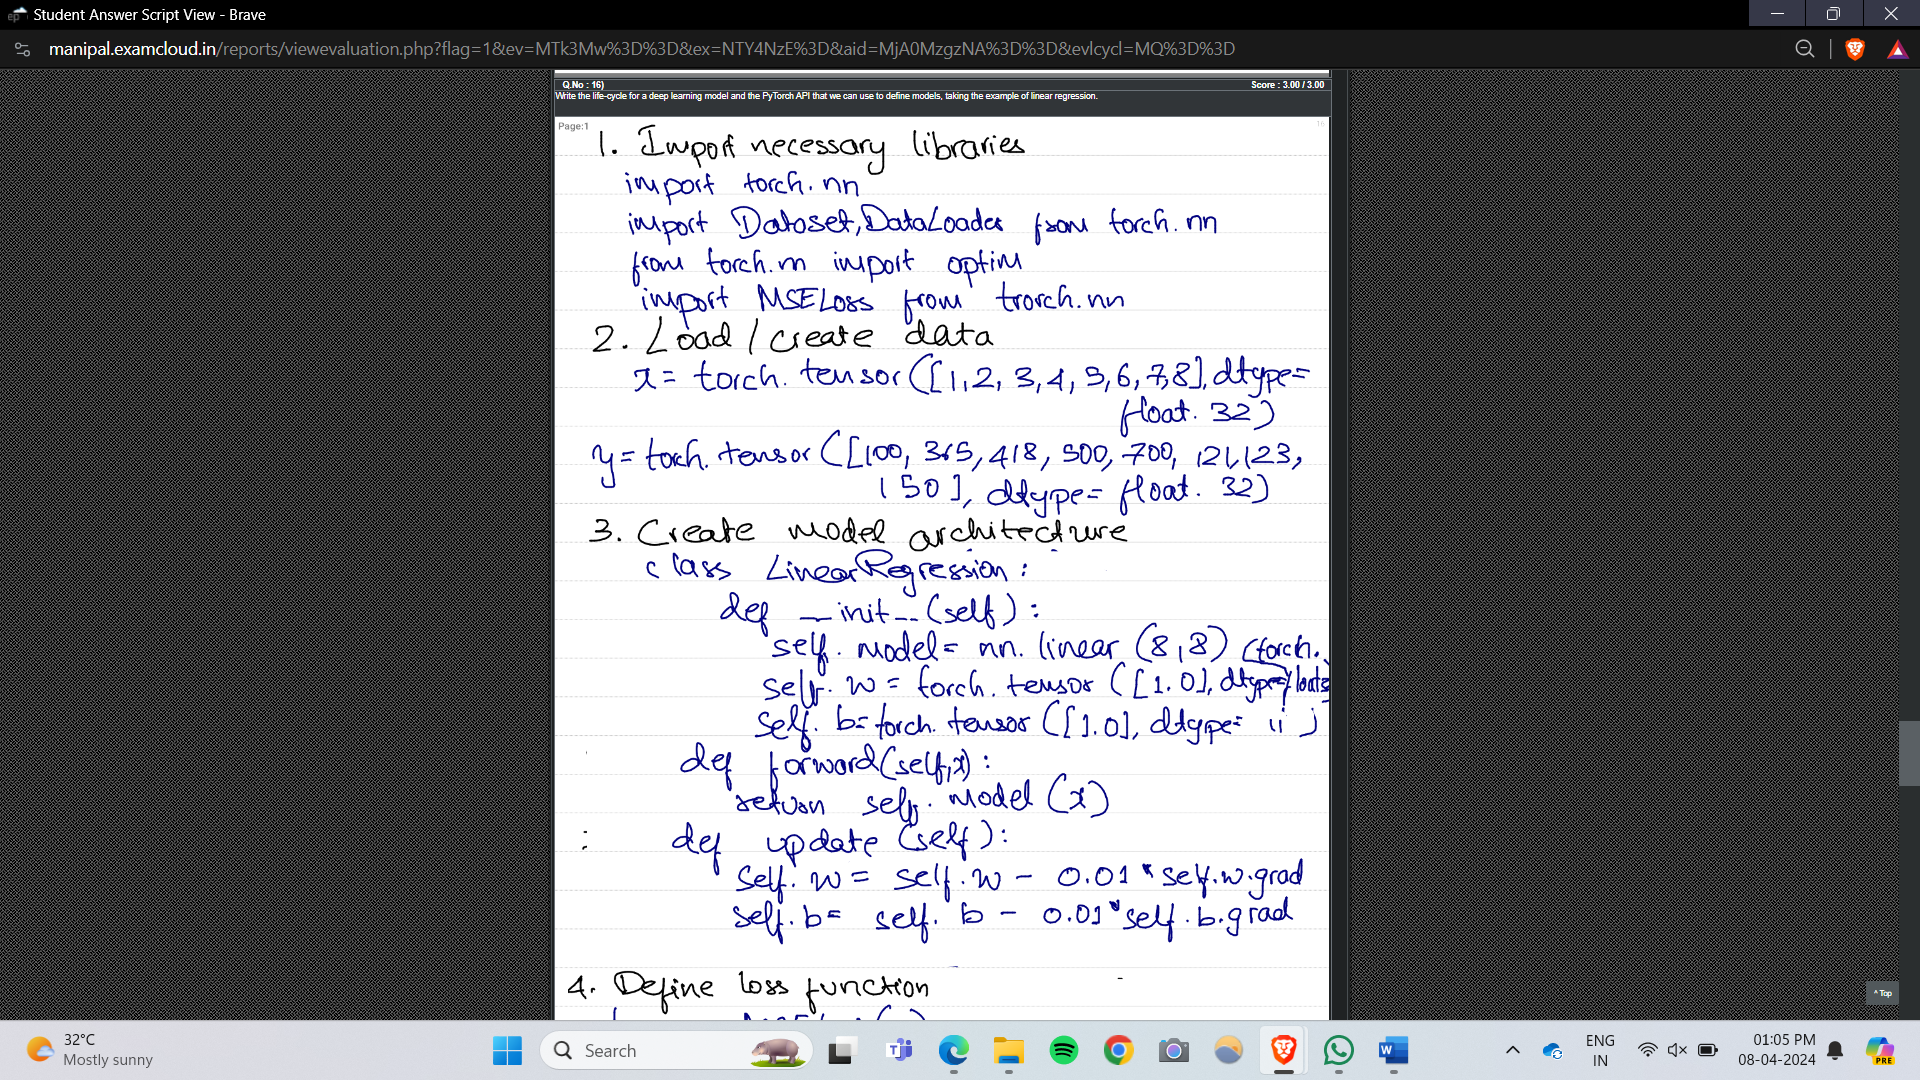 Student Answer Script View - Brave
manipal.examcloud.in/reports/viewevaluation.php?flag=1&ev=MTk3Mw%3D%3D&ex=NTY4NzE%3D&aid=MjA0MzgzNA%3D%3D&evlcycl=MQ%3D%3D
Q.No : 16) Score : 3.00 / 3.00
Write the life-cycle for a deep learning model and the PyTorch API that we can use to define models, taking the example of linear regression.
Page:1 16
1. Import necessary libraries
import torch.nn
import Dataset, DataLoader from torch.nn
from torch.nn import optim
import MSELoss from trorch.nn
2. Load / Create data
x = torch.tensor([1,2,3,4,5,6,7,8], dtype=
float.32)
y = torch.tensor([100, 365, 418, 500, 700, 121, 123,
150], dtype= float.32)
3. Create model architecture
class LinearRegression:
def __init__(self):
self.model = nn.linear (8,8) (torch.
self.w = torch.tensor ([1.0], dtype=float3
self.b = torch.tensor ([1.0], dtype= ii )
def forward(self,x):
return self.model (x)
def update (self):
self.w = self.w - 0.01 * self.w.grad
self.b = self.b - 0.01 * self.b.grad
4. Define loss function
^ Top
32°C
Mostly sunny
Search
ENG
IN
01:05 PM
08-04-2024
PRE